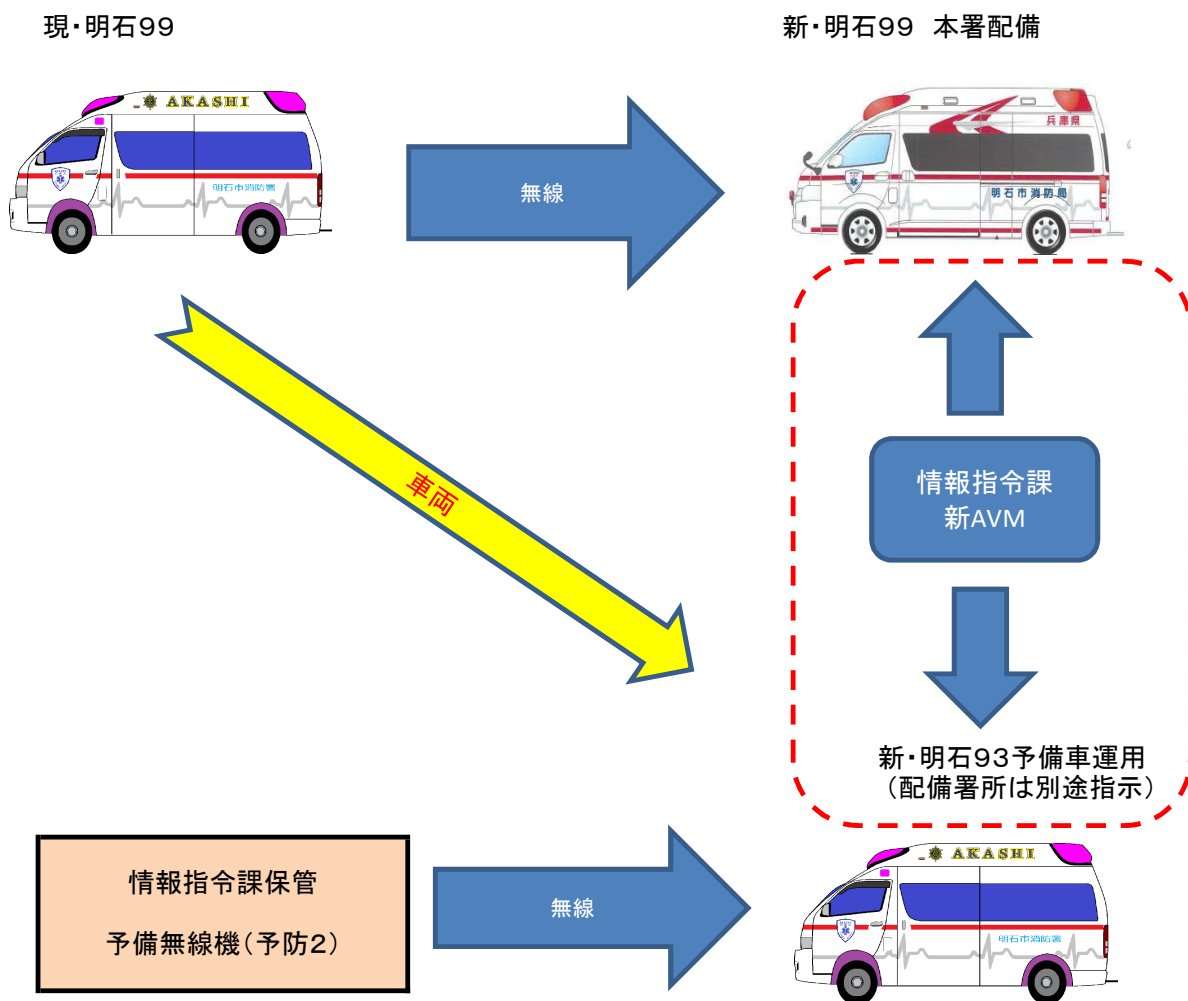 現・明石99
新・明石99 本署配備
AKASHI
明石市消防署
無線
兵庫県
明石市消防局
車両
情報指令課
新AVM
新・明石93予備車運用
(配備署所は別途指示)
情報指令課保管
予備無線機(予防2)
無線
AKASHI
明石市消防署